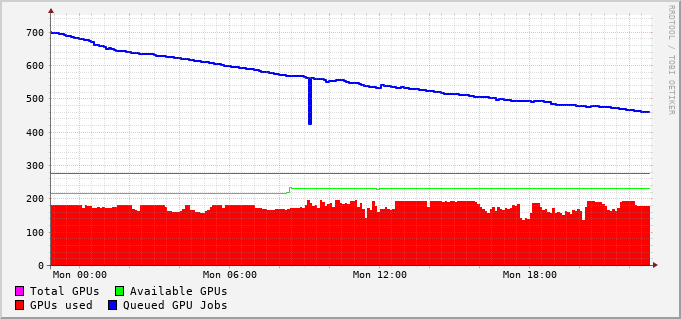 700
600
500
400
300
200
100
0
Mon 00:00 Mon 06:00 Mon 12:00 Mon 18:00
Total GPUs Available GPUs
GPUs used Queued GPU Jobs
RRDTOOL / TOBI OETIKER